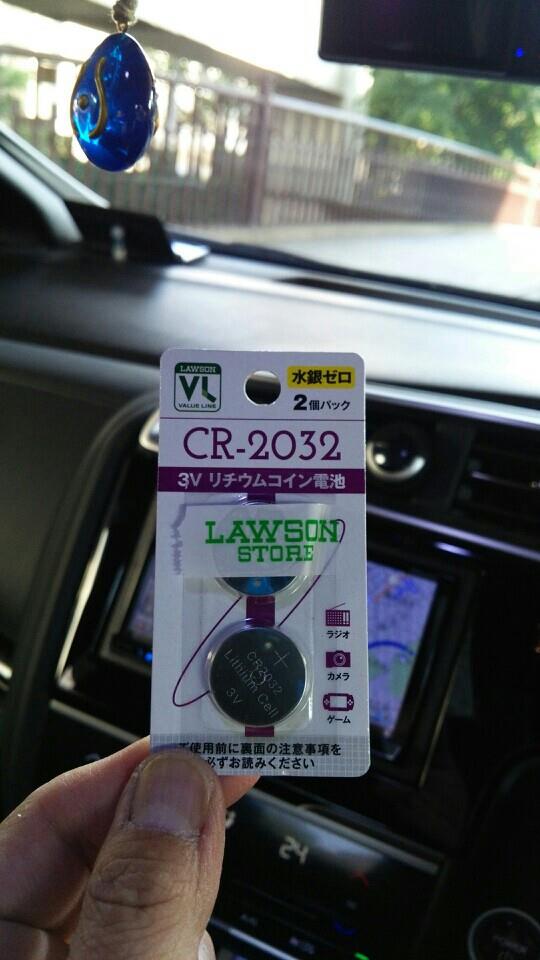 LAWSON
VL
VALUE LINE
水銀ゼロ
2個パック
CR-2032
3V リチウムコイン電池
LAWSON
STORE
ラジオ
カメラ
ゲーム
CR2032
Lithium Cell
3V
使用前に裏面の注意事項を
必ずお読みください
24